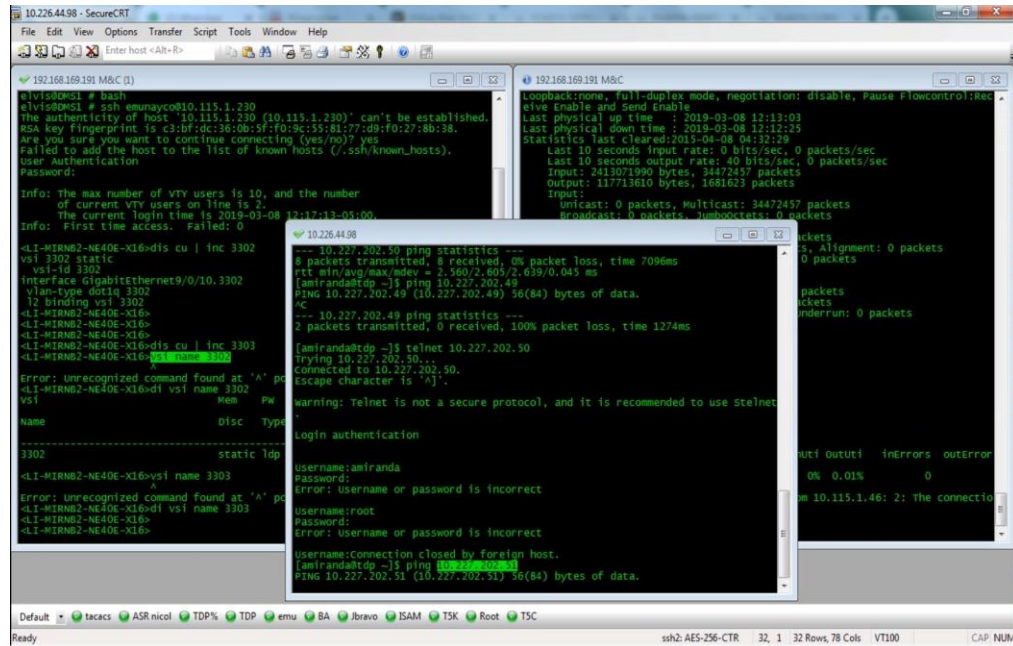 10.226.44.98 - SecureCRT
File Edit View Options Transfer Script Tools Window Help
Enter host <Alt+R>
192.168.169.191 M&C (1)
elvis@DMS1 # bash
elvis@DMS1 # ssh emunayco@10.115.1.230
The authenticity of host '10.115.1.230 (10.115.1.230)' can't be established.
RSA key fingerprint is c3:bf:dc:36:0b:5f:f0:9c:55:81:77:d9:f0:27:8b:38.
Are you sure you want to continue connecting (yes/no)? yes
Failed to add the host to the list of known hosts (/.ssh/known_hosts).
User Authentication
Password:
Info: The max number of VTY users is 10, and the number
of current VTY users on line is 2.
The current login time is 2019-03-08 12:17:13-05:00.
Info: First time access. Failed: 0
<LI-MIRNB2-NE40E-X16>dis cu | inc 3302
vsi 3302 static
vsi-id 3302
interface GigabitEthernet9/0/10.3302
vlan-type dot1q 3302
l2 binding vsi 3302
<LI-MIRNB2-NE40E-X16>
<LI-MIRNB2-NE40E-X16>
<LI-MIRNB2-NE40E-X16>
<LI-MIRNB2-NE40E-X16>dis cu | inc 3303
<LI-MIRNB2-NE40E-X16>vsi name 3302
^
Error: Unrecognized command found at '^' po
<LI-MIRNB2-NE40E-X16>di vsi name 3302
Vsi Mem PW
Name Disc Type
--------------------------------------------
3302 static ldp
<LI-MIRNB2-NE40E-X16>vsi name 3303
^
Error: Unrecognized command found at '^' po
<LI-MIRNB2-NE40E-X16>di vsi name 3303
<LI-MIRNB2-NE40E-X16>
<LI-MIRNB2-NE40E-X16>
192.168.169.191 M&C
Loopback:none, full-duplex mode, negotiation: disable, Pause Flowcontrol:Rec
eive Enable and Send Enable
Last physical up time : 2019-03-08 12:13:03
Last physical down time : 2019-03-08 12:12:25
Statistics last cleared:2015-04-08 04:32:29
Last 10 seconds input rate: 0 bits/sec, 0 packets/sec
Last 10 seconds output rate: 40 bits/sec, 0 packets/sec
Input: 2413071990 bytes, 34472457 packets
Output: 117713610 bytes, 1681623 packets
Input:
Unicast: 0 packets, Multicast: 34472457 packets
Broadcast: 0 packets, JumboOctets: 0 packets
ackets
ts, Alignment: 0 packets
0 packets
packets
ackets
nderrun: 0 packets
nUti OutUti inErrors outError
0% 0.01% 0
om 10.115.1.46: 2: The connectio
10.226.44.98
--- 10.227.202.50 ping statistics ---
8 packets transmitted, 8 received, 0% packet loss, time 7096ms
rtt min/avg/max/mdev = 2.560/2.605/2.639/0.045 ms
[amiranda@tdp ~]$ ping 10.227.202.49
PING 10.227.202.49 (10.227.202.49) 56(84) bytes of data.
^C
--- 10.227.202.49 ping statistics ---
2 packets transmitted, 0 received, 100% packet loss, time 1274ms
[amiranda@tdp ~]$ telnet 10.227.202.50
Trying 10.227.202.50...
Connected to 10.227.202.50.
Escape character is '^]'.
Warning: Telnet is not a secure protocol, and it is recommended to use Stelnet
.
Login authentication
Username:amiranda
Password:
Error: Username or password is incorrect
Username:root
Password:
Error: Username or password is incorrect
Username:Connection closed by foreign host.
[amiranda@tdp ~]$ ping 10.227.202.51
PING 10.227.202.51 (10.227.202.51) 56(84) bytes of data.
Default tacacs ASR nicol TDP% TDP emu BA Jbravo ISAM T5K Root T5C
Ready ssh2: AES-256-CTR 32, 1 32 Rows, 78 Cols VT100 CAP NUM